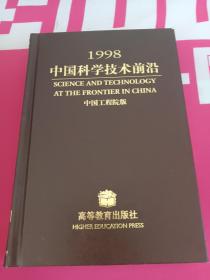 1998
中国科学技术前沿
SCIENCE AND TECHNOLOGY
AT THE FRONTIER IN CHINA
中国工程院版
高等教育出版社
HIGHER EDUCATION PRESS